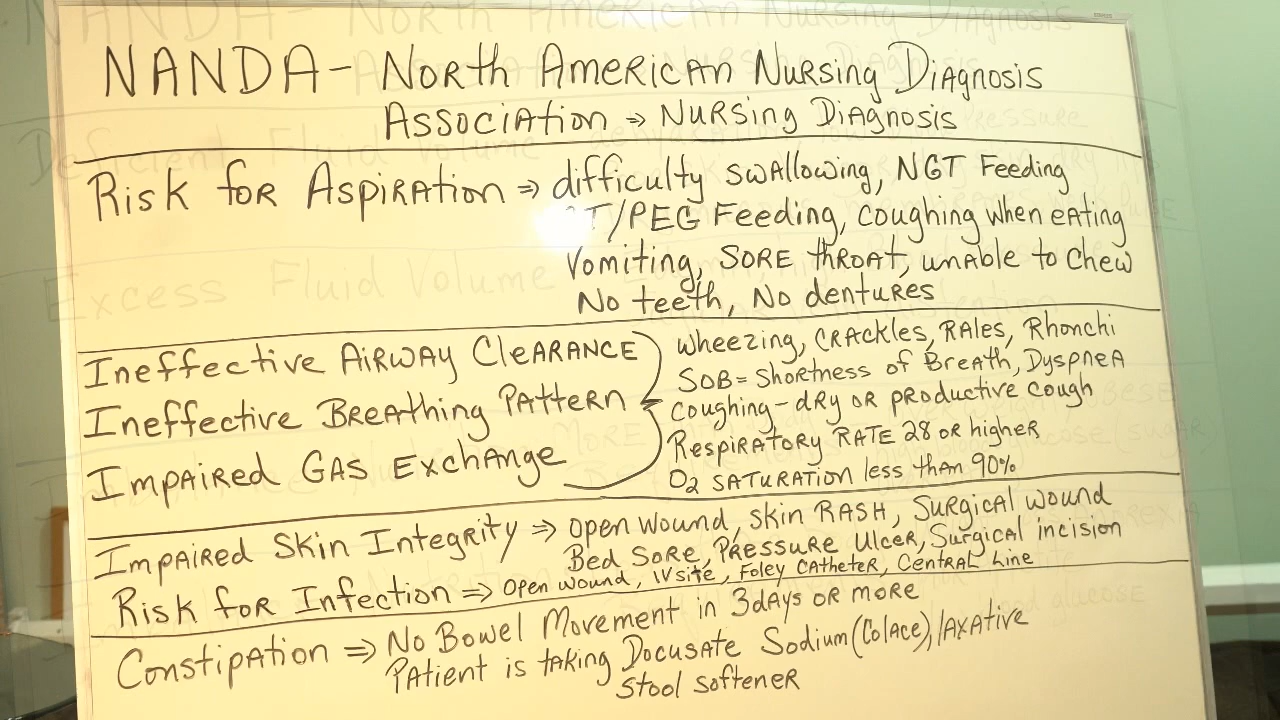 NANDA - North American Nursing Diagnosis
Association → Nursing Diagnosis
Risk for Aspiration ⇒ difficulty swallowing, NGT Feeding
T/PEG Feeding, coughing when eating
Vomiting, sore throat, unable to chew
No teeth, No dentures
Ineffective Airway Clearance
Ineffective Breathing Pattern
Impaired Gas Exchange
Wheezing, crackles, Rales, Rhonchi
SOB = Shortness of Breath, Dyspnea
Coughing - dry or productive cough
Respiratory Rate 28 or higher
O2 saturation less than 90%
Impaired Skin Integrity ⇒ open wound, skin rash, surgical wound
Bed sore, Pressure Ulcer, Surgical incision
Risk for Infection ⇒ open wound, IV site, Foley catheter, Central Line
Constipation ⇒ No Bowel Movement in 3 days or more
Patient is taking Docusate Sodium (Colace), laxative
Stool softener